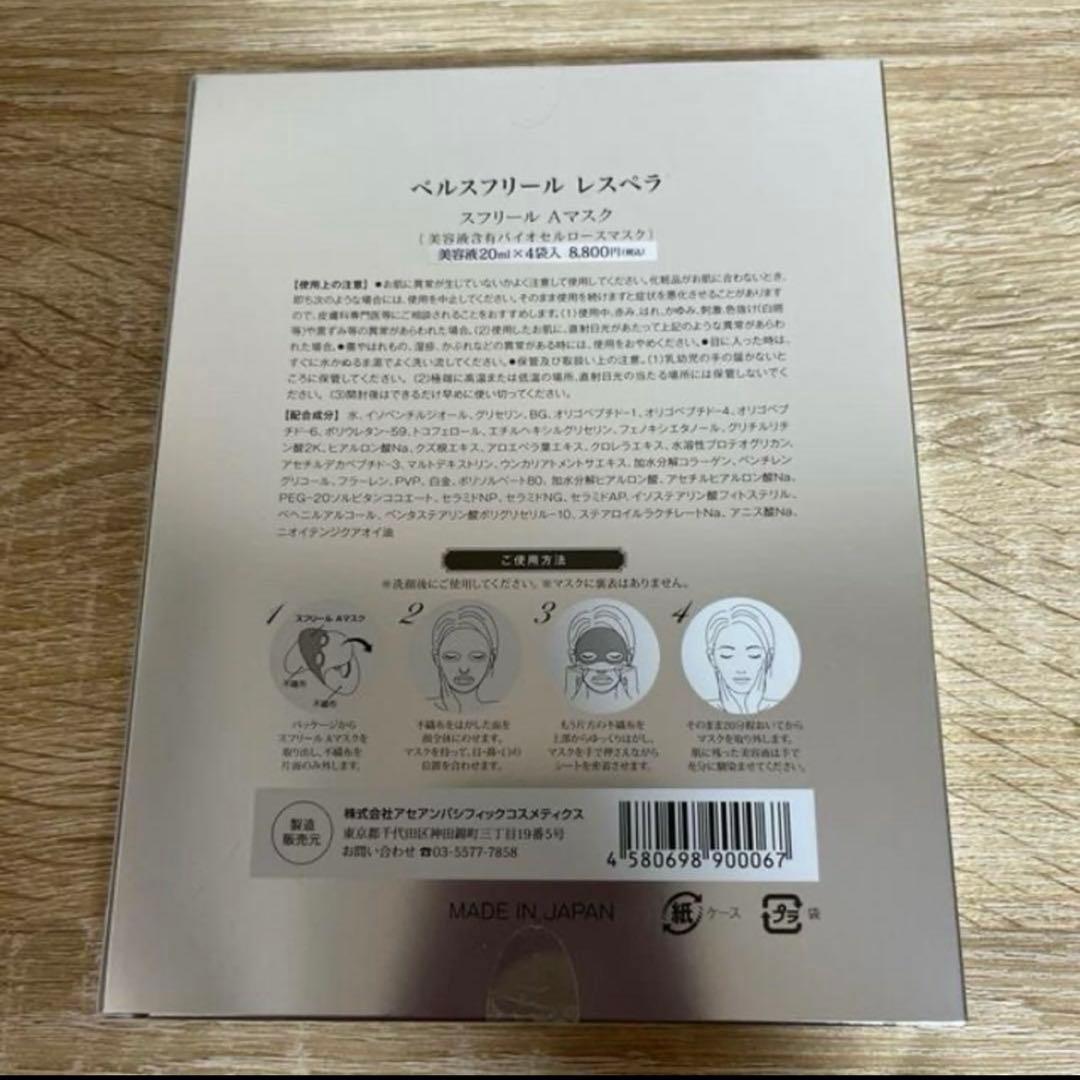 ベルスフリール レスペラ
スフリール Aマスク
[美容液含有バイオセルロースマスク]
美容液20ml×4袋入 8,800円(税込)
【使用上の注意】●お肌に異常が生じていないかよく注意して使用してください。化粧品がお肌に合わないとき、
即ち次のような場合には、使用を中止してください。そのまま使用を続けますと症状を悪化させることがあります
ので、皮膚科専門医等にご相談されることをおすすめします。(1)使用中、赤み、はれ、かゆみ、刺激、色抜け(白斑
等)や黒ずみ等の異常があらわれた場合。(2)使用したお肌に、直射日光があたって上記のような異常があらわ
れた場合。●傷やはれもの、湿疹、かぶれなどの異常がある時には、使用をおやめください。●目に入った時は、
すぐに水かぬるま湯でよく洗い流してください。●保管及び取扱い上の注意。(1)乳幼児の手の届かないと
ころに保管してください。(2)極端に高温または低温の場所、直射日光の当たる場所には保管しないでく
ださい。(3)開封後はできるだけ早めに使い切ってください。
【配合成分】水、イソペンチルジオール、グリセリン、BG、オリゴペプチド-1、オリゴペプチド-4、オリゴペプ
チド-6、ポリウレタン-59、トコフェロール、エチルヘキシルグリセリン、フェノキシエタノール、グリチルリチ
ン酸2K、ヒアルロン酸Na、クズ根エキス、アロエベラ葉エキス、クロレラエキス、水溶性プロテオグリカン、
アセチルデカペプチド-3、マルトデキストリン、ウンカリアトメントサエキス、加水分解コラーゲン、ペンチレン
グリコール、フラーレン、PVP、白金、ポリソルベート80、加水分解ヒアルロン酸、アセチルヒアルロン酸Na、
PEG-20ソルビタンココエート、セラミドNP、セラミドNG、セラミドAP、イソステアリン酸フィトステリル、
ベヘニルアルコール、ペンタステアリン酸ポリグリセリル-10、ステアロイルラクチレートNa、アニス酸Na、
ニオイテンジクアオイ油
ご使用方法
※洗顔後にご使用してください。※マスクに裏表はありません。
1
スフリール Aマスク
不織布
不織布
パッケージから
スフリール Aマスクを
取り出し、不織布を
片面のみ外します。
2
不織布をはがした面を
顔全体にのせます。
マスクを持って、目・鼻・口の
位置を合わせます。
3
もう片方の不織布を
上部からゆっくりはがし、
マスクを手で押さえながら
シートを密着させます。
4
そのまま20分程おいてから
マスクを取り外します。
肌に残った美容液は手で
充分に馴染ませてください。
製造
販売元
株式会社アセアンパシフィックコスメティクス
東京都千代田区神田錦町三丁目19番5号
お問い合わせ ☎03-5577-7858
4 580698 900067
MADE IN JAPAN
紙 ケース
プラ 袋